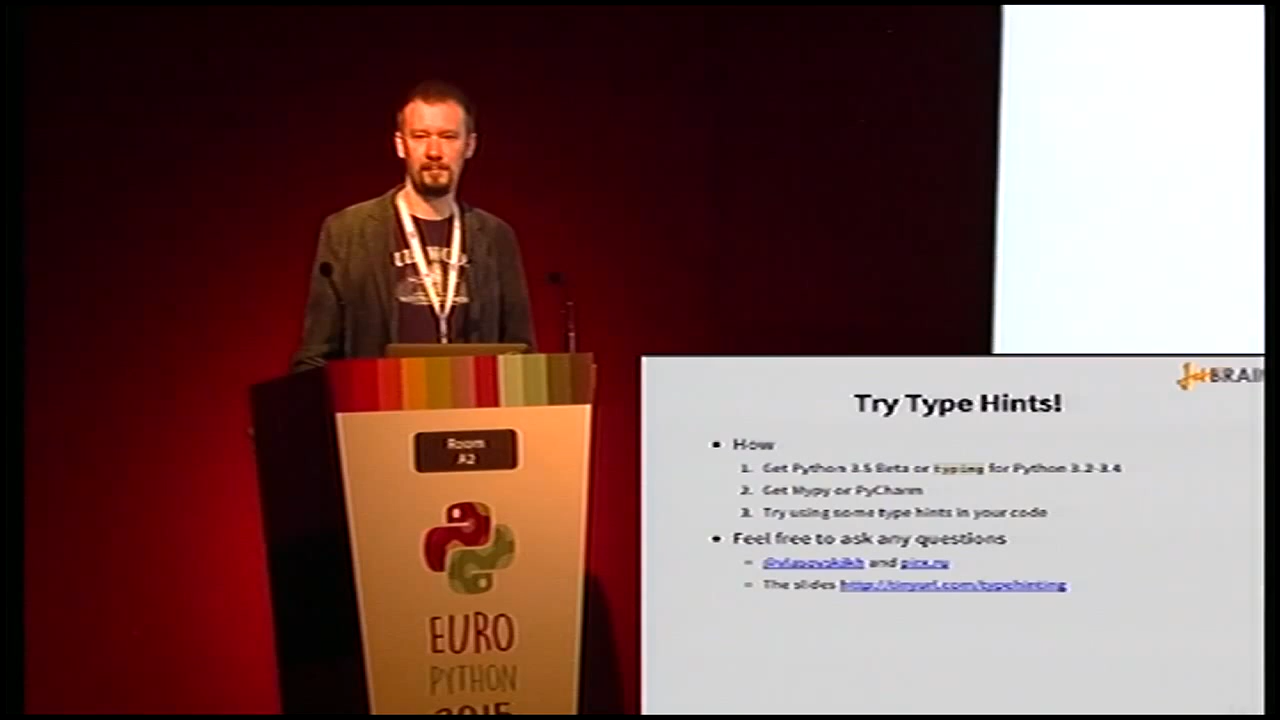 Room
A2
EURO
PYTHON
2015
JetBRAI
Try Type Hints!
• How
1. Get Python 3.5 Beta or typing for Python 3.2-3.4
2. Get Mypy or PyCharm
3. Try using some type hints in your code
• Feel free to ask any questions
@vlasovskikh and pirx.ru
The slides http://tinyurl.com/typehinting